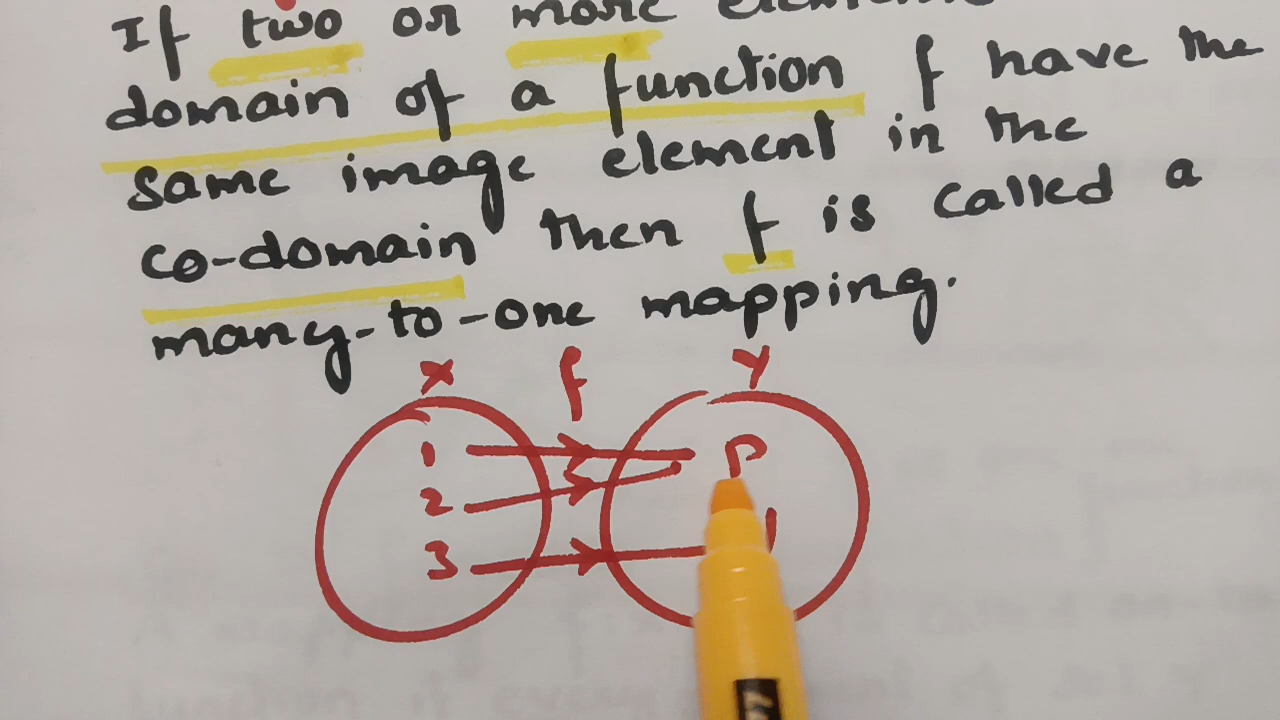 If two or more
domain of a function f have the
same image element in the
co-domain then f is called a
many-to-one mapping.
X f Y
1 P
2
3